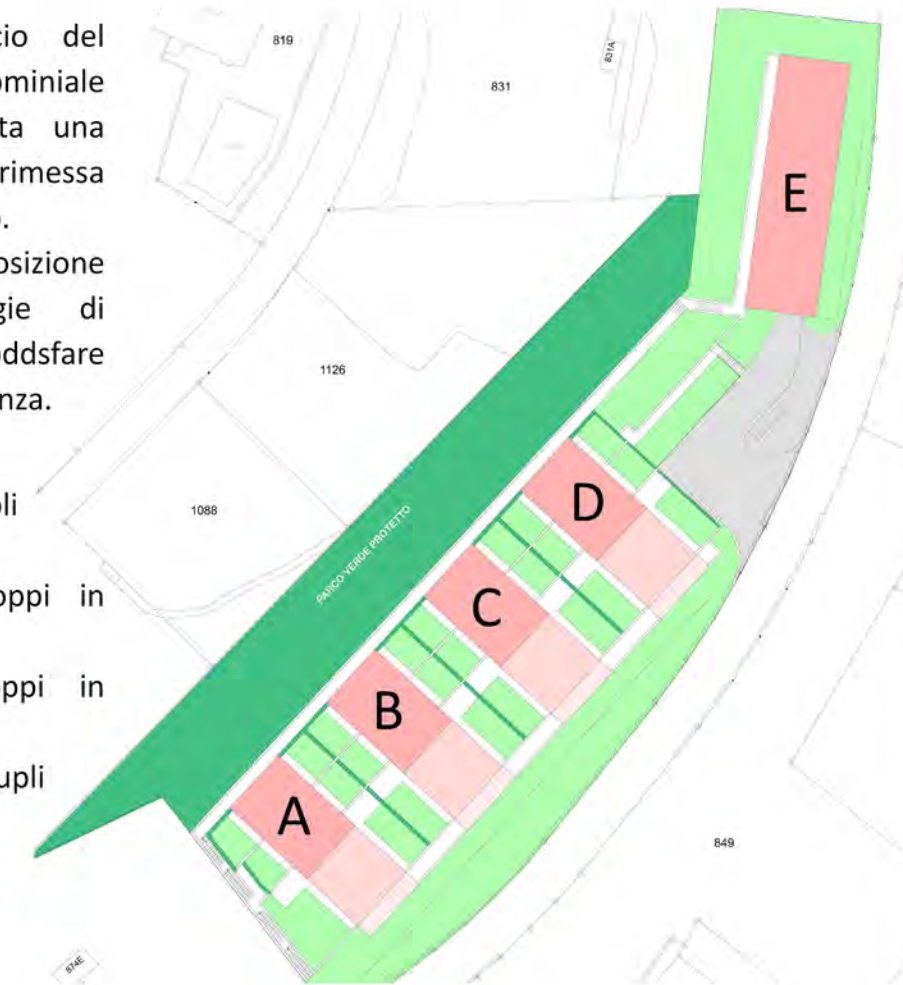 cio del
ominiale
ta una
rimessa
o.
osizione
gie di
oddsfare
nza.
oli
oppi in
oppi in
upli
819
831
831A
E
1126
1088
PARCO VERDE PROTETTO
D
C
B
A
849
874E